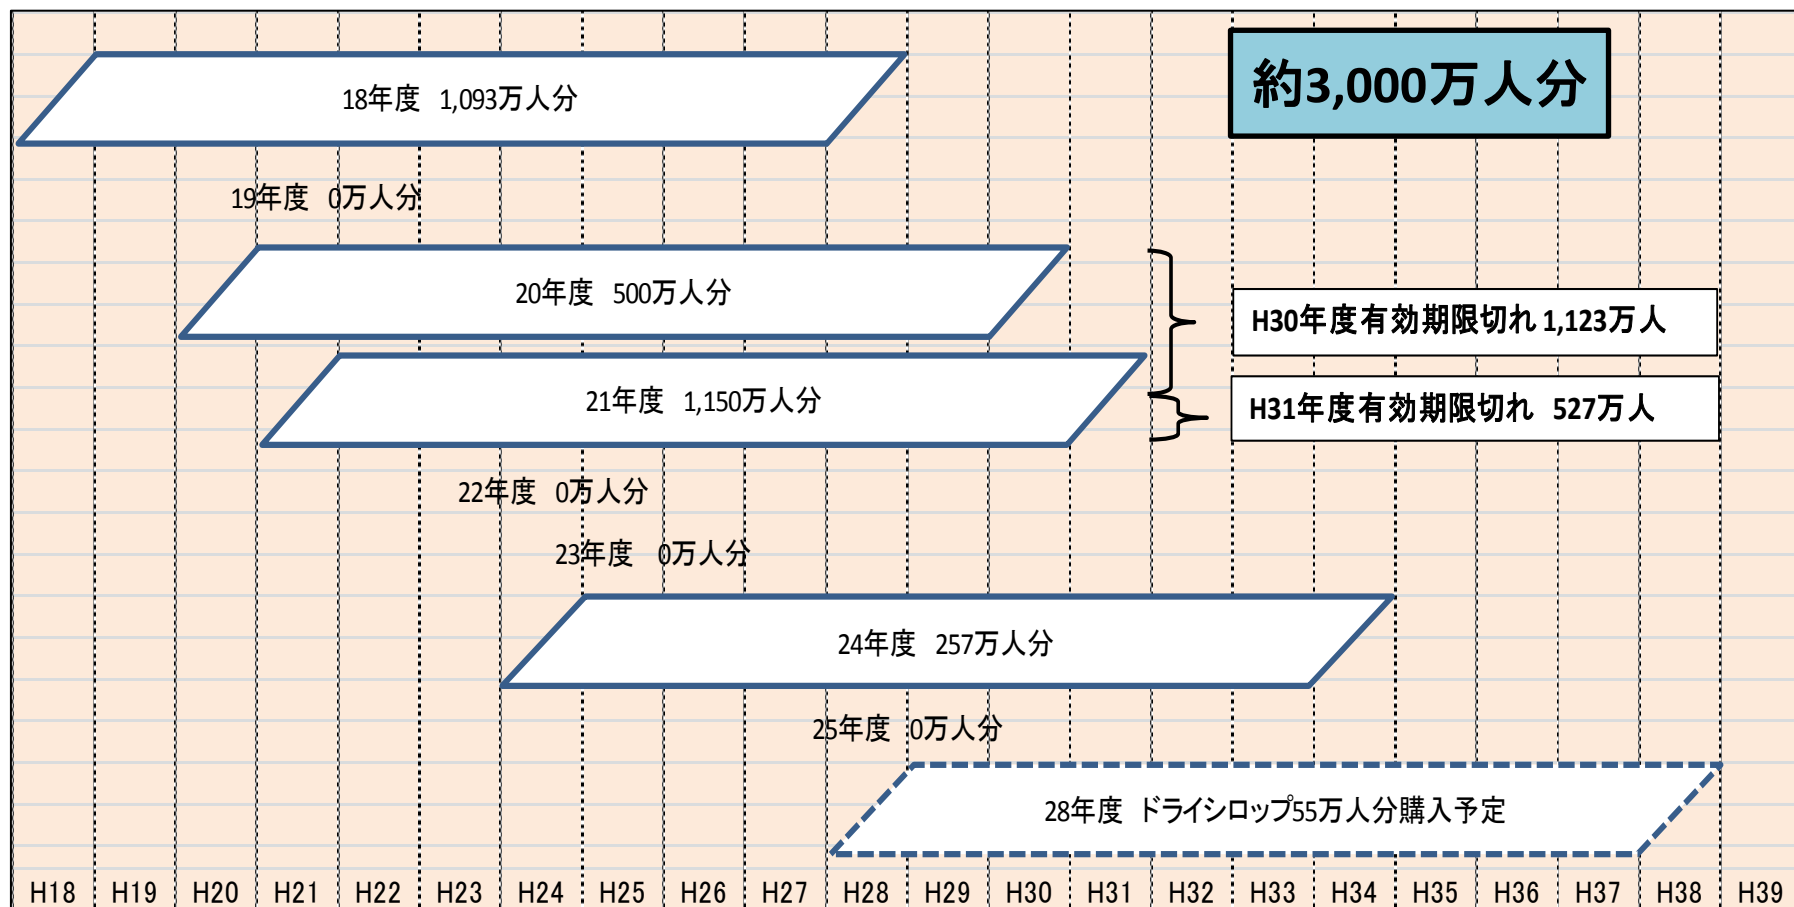 約3,000万人分
18年度 1,093万人分
19年度 0万人分
20年度 500万人分
H30年度有効期限切れ 1,123万人
21年度 1,150万人分
H31年度有効期限切れ 527万人
22年度 0万人分
23年度 0万人分
24年度 257万人分
25年度 0万人分
28年度 ドライシロップ55万人分購入予定
H18 H19 H20 H21 H22 H23 H24 H25 H26 H27 H28 H29 H30 H31 H32 H33 H34 H35 H36 H37 H38 H39